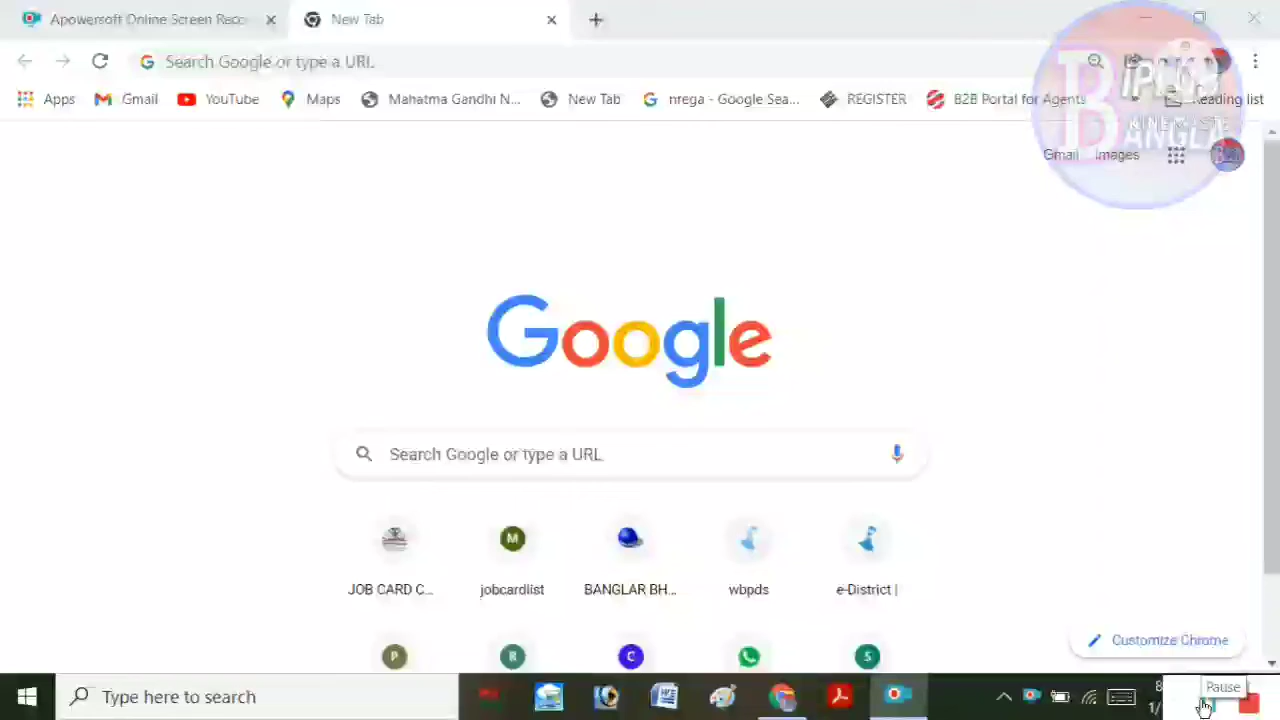 Apowersoft Online Screen Reco
New Tab
Search Google or type a URL
Apps
Gmail
YouTube
Maps
Mahatma Gandhi N...
New Tab
nrega - Google Sea...
REGISTER
B2B Portal for Agents
Reading list
BANGLA
Gmail
Images
Google
Search Google or type a URL
JOB CARD C...
jobcardlist
BANGLAR BH...
wbpds
e-District |
Customize Chrome
Type here to search
Pause